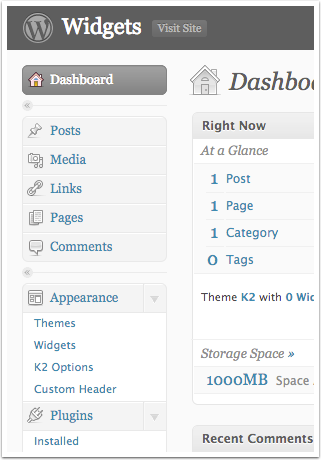 Widgets Visit Site
Dashboard
Posts
Media
Links
Pages
Comments
Appearance
Themes
Widgets
K2 Options
Custom Header
Plugins
Installed
Dashbo
Right Now
At a Glance
1 Post
1 Page
1 Category
0 Tags
Theme K2 with 0 Wid
Storage Space »
1000MB Space
Recent Comments